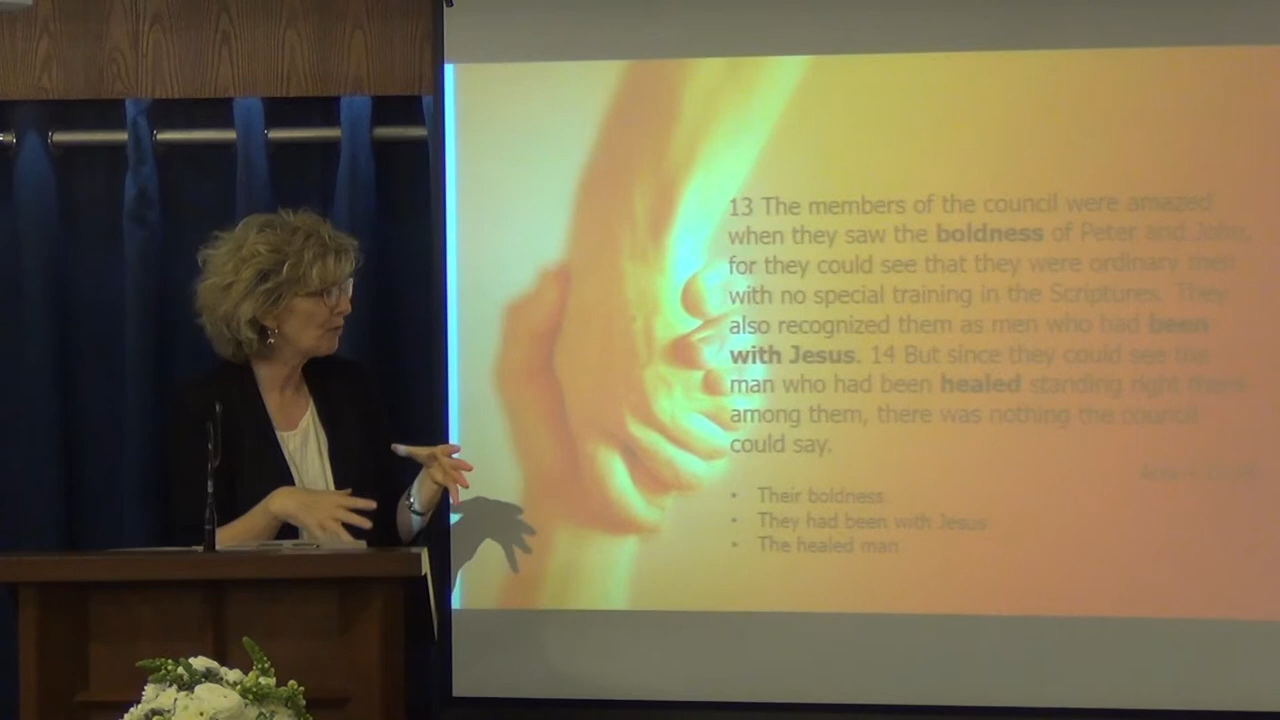 13 The members of the council were amazed
when they saw the boldness of Peter and John,
for they could see that they were ordinary men
with no special training in the Scriptures. They
also recognized them as men who had been
with Jesus. 14 But since they could see the
man who had been healed standing right there
among them, there was nothing the council
could say.
• Their boldness
• They had been with Jesus
• The healed man